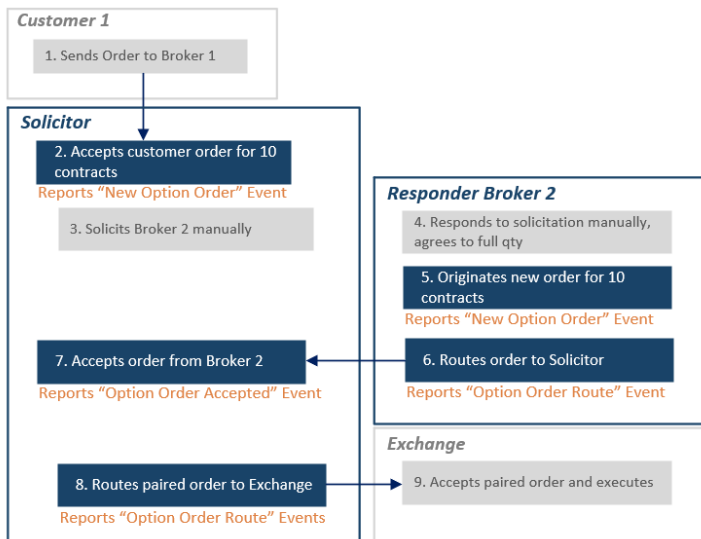 Customer 1
1. Sends Order to Broker 1
Solicitor
2. Accepts customer order for 10
contracts
Reports “New Option Order” Event
3. Solicits Broker 2 manually
Responder Broker 2
4. Responds to solicitation manually,
agrees to full qty
5. Originates new order for 10
contracts
Reports “New Option Order” Event
7. Accepts order from Broker 2
6. Routes order to Solicitor
Reports “Option Order Accepted” Event
Reports “Option Order Route” Event
Exchange
8. Routes paired order to Exchange
9. Accepts paired order and executes
Reports “Option Order Route” Events